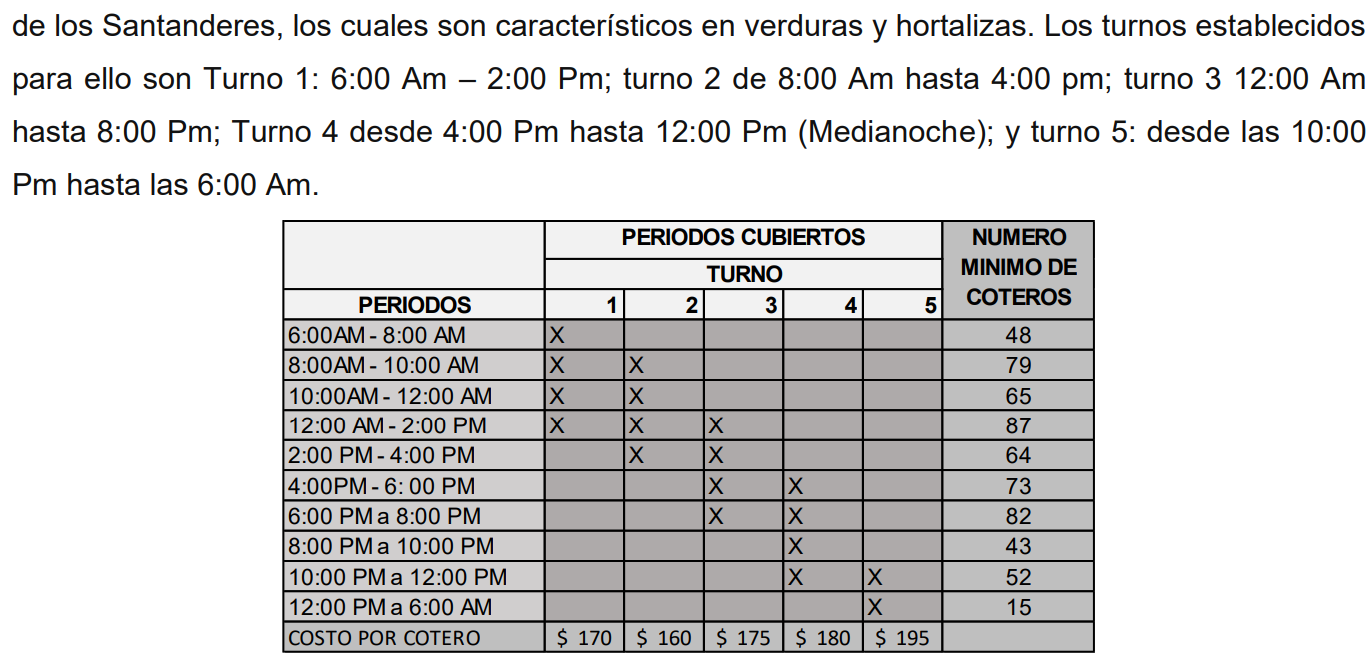 de los Santanderes, los cuales son característicos en verduras y hortalizas. Los turnos establecidos
para ello son Turno 1: 6:00 Am – 2:00 Pm; turno 2 de 8:00 Am hasta 4:00 pm; turno 3 12:00 Am
hasta 8:00 Pm; Turno 4 desde 4:00 Pm hasta 12:00 Pm (Medianoche); y turno 5: desde las 10:00
Pm hasta las 6:00 Am.
PERIODOS CUBIERTOS NUMERO
MINIMO DE
COTEROS
TURNO
PERIODOS 1 2 3 4 5
6:00AM - 8:00 AM X 48
8:00AM - 10:00 AM X X 79
10:00AM - 12:00 AM X X 65
12:00 AM - 2:00 PM X X X 87
2:00 PM - 4:00 PM X X 64
4:00PM - 6: 00 PM X X 73
6:00 PM a 8:00 PM X X 82
8:00 PM a 10:00 PM X 43
10:00 PM a 12:00 PM X X 52
12:00 PM a 6:00 AM X 15
COSTO POR COTERO $ 170 $ 160 $ 175 $ 180 $ 195